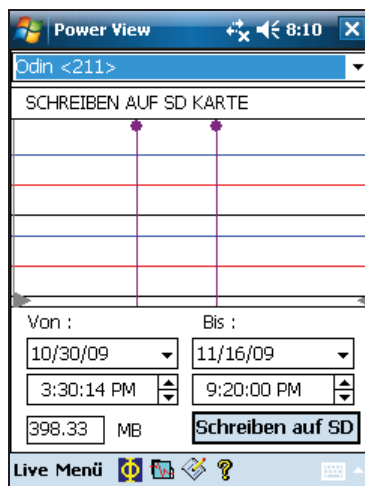 Power View 8:10
Odin <211>
SCHREIBEN AUF SD KARTE
Von : Bis :
10/30/09 11/16/09
3:30:14 PM 9:20:00 PM
398.33 MB Schreiben auf SD
Live Menü